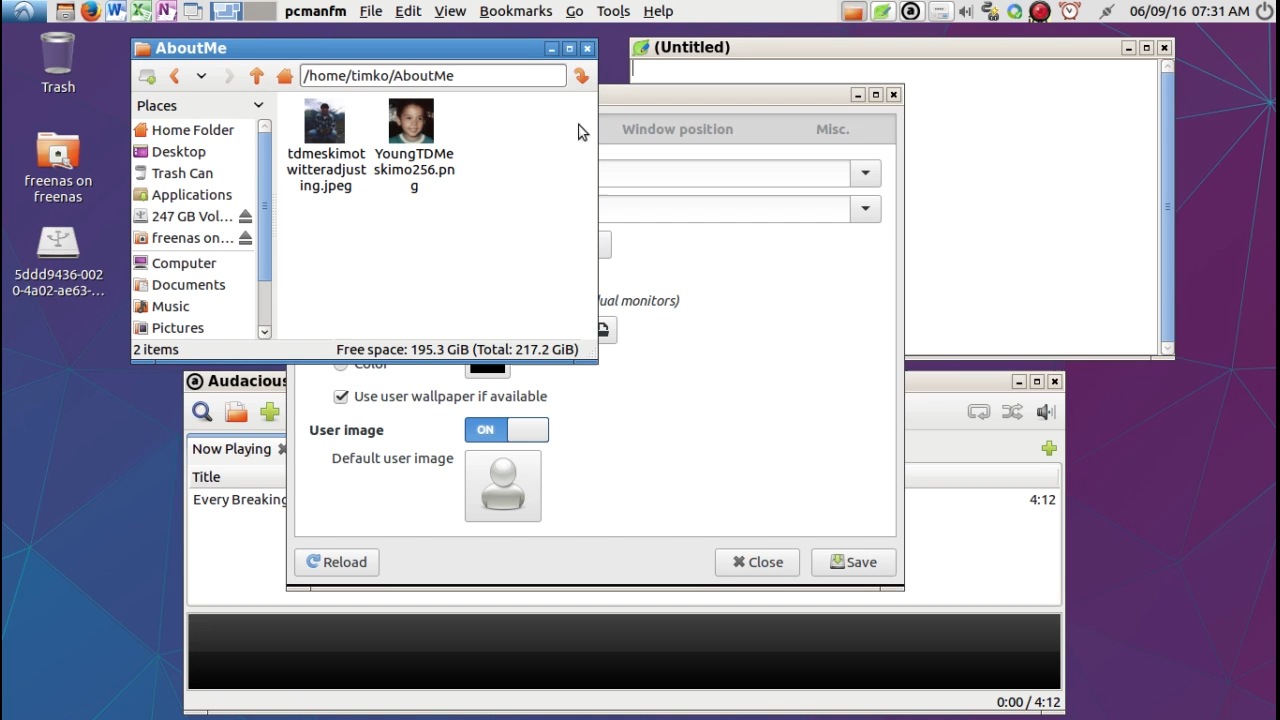 pcmanfm File Edit View Bookmarks Go Tools Help 06/09/16 07:31 AM
Trash
freenas on
freenas
5ddd9436-002
0-4a02-ae63-...
AboutMe
/home/timko/AboutMe
Places
Home Folder
Desktop
Trash Can
Applications
247 GB Vol...
freenas on...
Computer
Documents
Music
Pictures
tdmeskimot
witteradjust
ing.jpeg
YoungTDMe
skimo256.pn
g
2 items Free space: 195.3 GiB (Total: 217.2 GiB)
(Untitled)
Window position Misc.
dual monitors)
Color
Use user wallpaper if available
User image ON
Default user image
Reload Close Save
Audacious
Now Playing
Title
Every Breaking 4:12
0:00 / 4:12